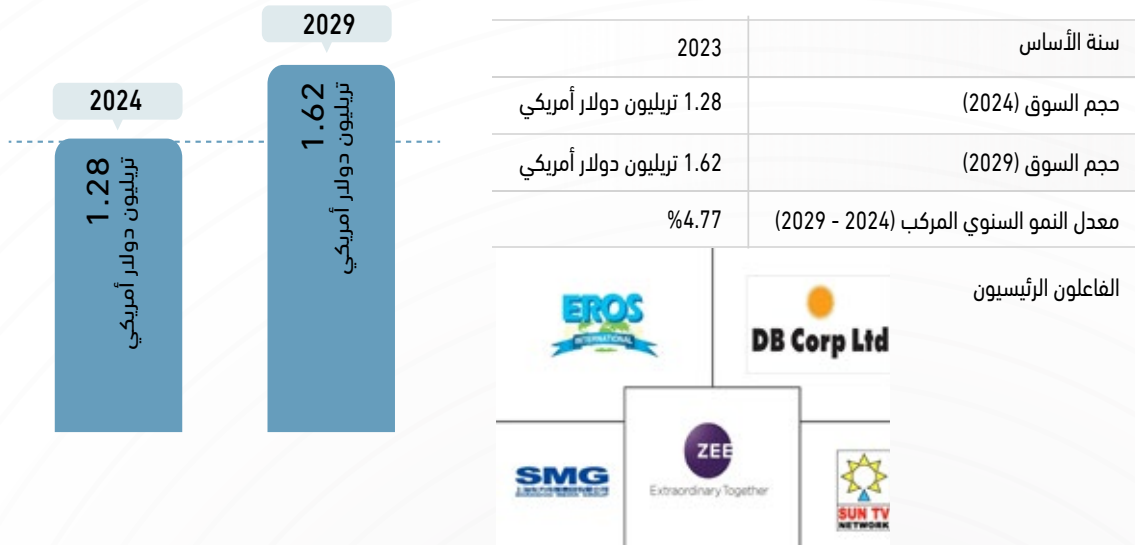 سنة الأساس
2023
حجم السوق (2024)
1.28 تريليون دولار أمريكي
حجم السوق (2029)
1.62 تريليون دولار أمريكي
معدل النمو السنوي المركب (2024 - 2029)
%4.77
الفاعلون الرئيسيون
DB Corp Ltd
EROS
INTERNATIONAL
ZEE
Extraordinary Together
SUN TV
NETWORK
SMG
2029
1.62
تريليون دولار أمريكي
2024
1.28
تريليون دولار أمريكي